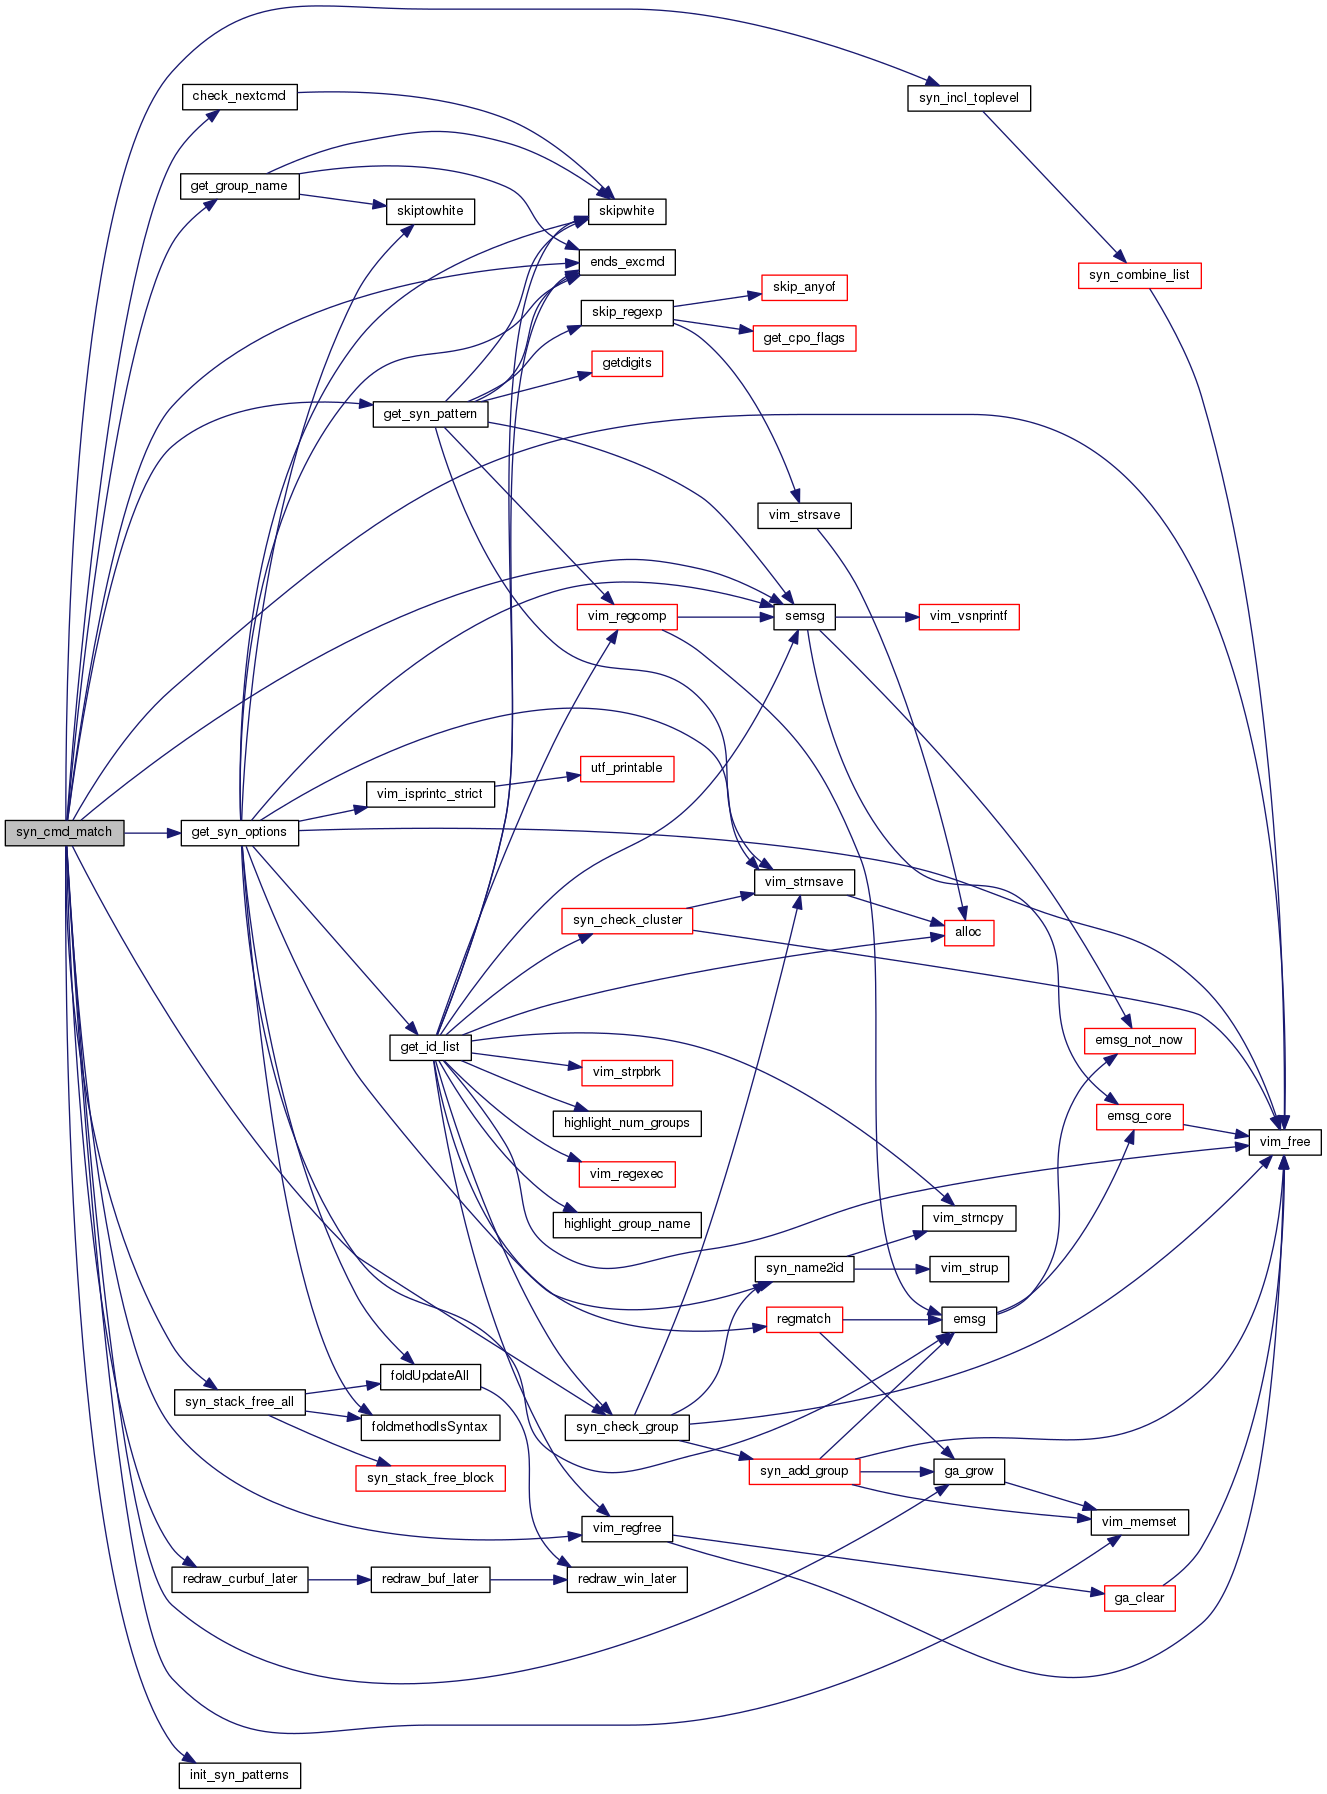 syn_incl_toplevel
check_nextcmd
get_group_name
skiptowhite
skipwhite
ends_excmd
syn_combine_list
skip_anyof
skip_regexp
get_cpo_flags
getdigits
get_syn_pattern
vim_strsave
vim_regcomp
semsg
vim_vsnprintf
utf_printable
vim_isprintc_strict
syn_cmd_match
get_syn_options
vim_strnsave
syn_check_cluster
alloc
get_id_list
emsg_not_now
vim_strpbrk
highlight_num_groups
emsg_core
vim_free
vim_regexec
highlight_group_name
vim_strncpy
syn_name2id
vim_strup
regmatch
emsg
foldUpdateAll
syn_stack_free_all
foldmethodIsSyntax
syn_check_group
syn_stack_free_block
syn_add_group
ga_grow
vim_regfree
vim_memset
redraw_curbuf_later
redraw_buf_later
redraw_win_later
ga_clear
init_syn_patterns